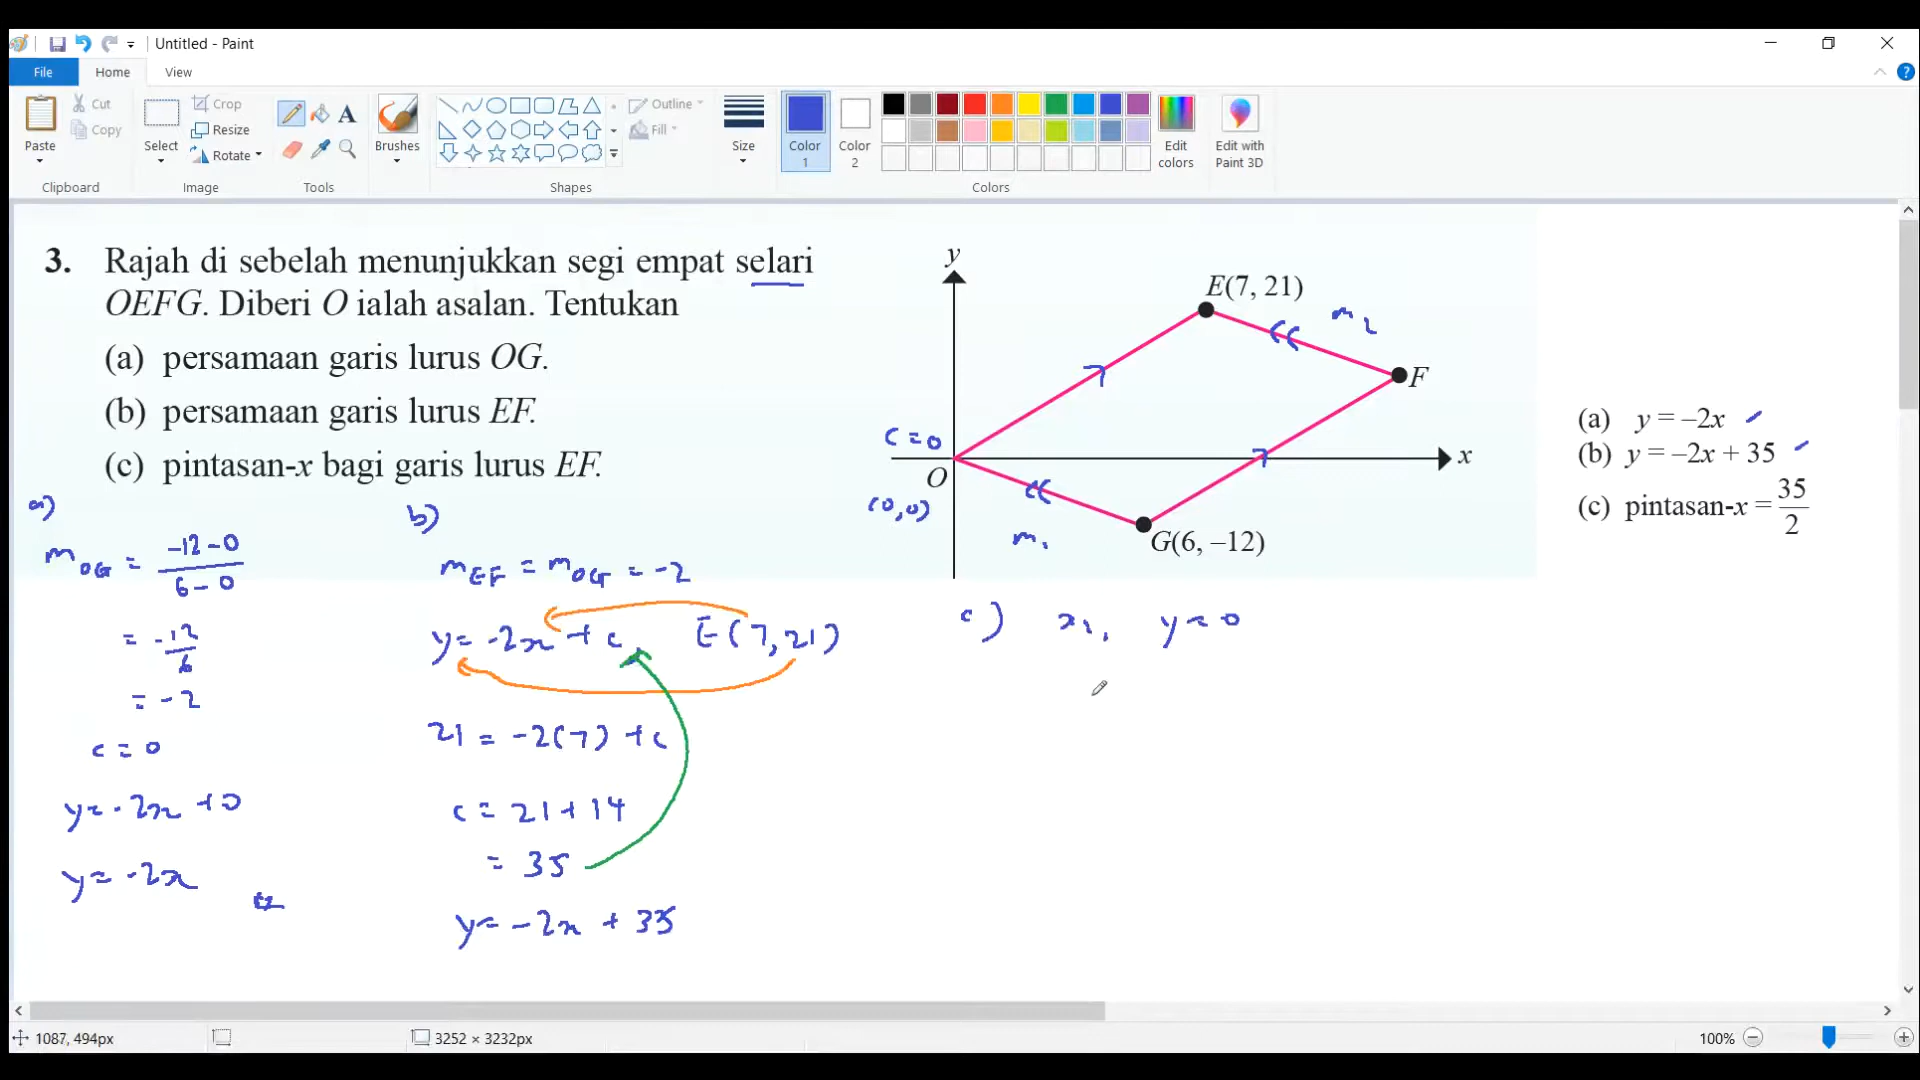 Untitled - Paint
File Home View
Paste Cut Copy Clipboard
Select Crop Resize Rotate Image
Tools
Brushes
Shapes Outline Fill
Size
Color 1 Color 2 Edit colors Colors
Edit with Paint 3D
3. Rajah di sebelah menunjukkan segi empat selari
OEFG. Diberi O ialah asalan. Tentukan
(a) persamaan garis lurus OG.
(b) persamaan garis lurus EF.
(c) pintasan-x bagi garis lurus EF.
y
E(7, 21)
m2
F
c = 0
x
O
(0,0)
m1
G(6, –12)
(a) y = –2x
(b) y = –2x + 35
(c) pintasan-x = 35/2
a)
mOG = -12-0 / 6-0
= -12/6
= -2
c = 0
y = -2x + 0
y = -2x
b)
mEF = mOG = -2
y = -2x + c, E(7,21)
21 = -2(7) + c
c = 21 + 14
= 35
y = -2x + 35
c) y = 0
1087, 494px 3252 × 3232px 100%